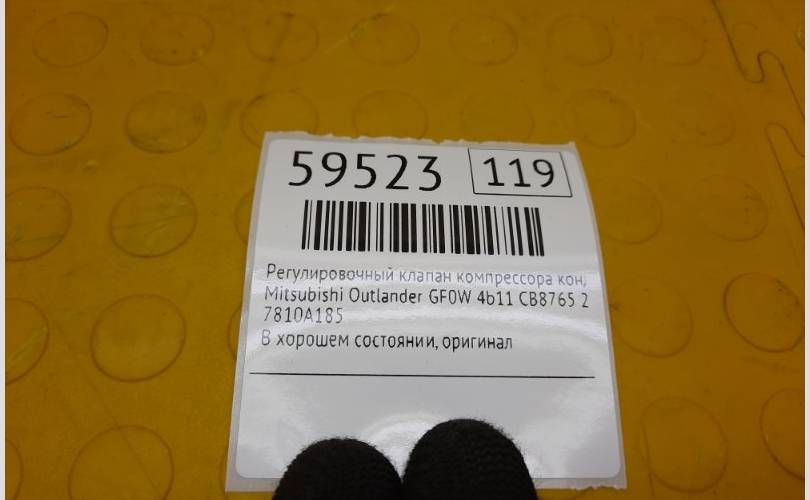 59523 119
Регулировочный клапан компрессора кон,
Mitsubishi Outlander GF0W 4b11 CB8765 2
7810A185
В хорошем состоянии, оригинал